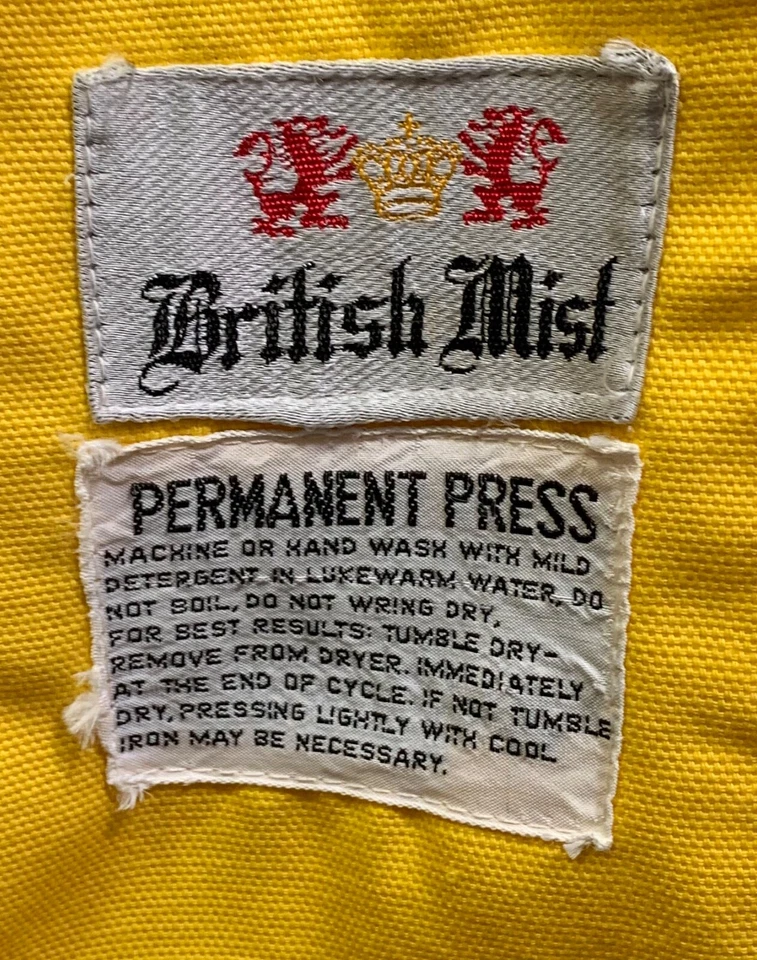 British Mist
PERMANENT PRESS
MACHINE OR HAND WASH WITH MILD
DETERGENT IN LUKEWARM WATER, DO
NOT BOIL, DO NOT WRING DRY.
FOR BEST RESULTS: TUMBLE DRY-
REMOVE FROM DRYER. IMMEDIATELY
AT THE END OF CYCLE. IF NOT TUMBLE
DRY, PRESSING LIGHTLY WITH COOL
IRON MAY BE NECESSARY.